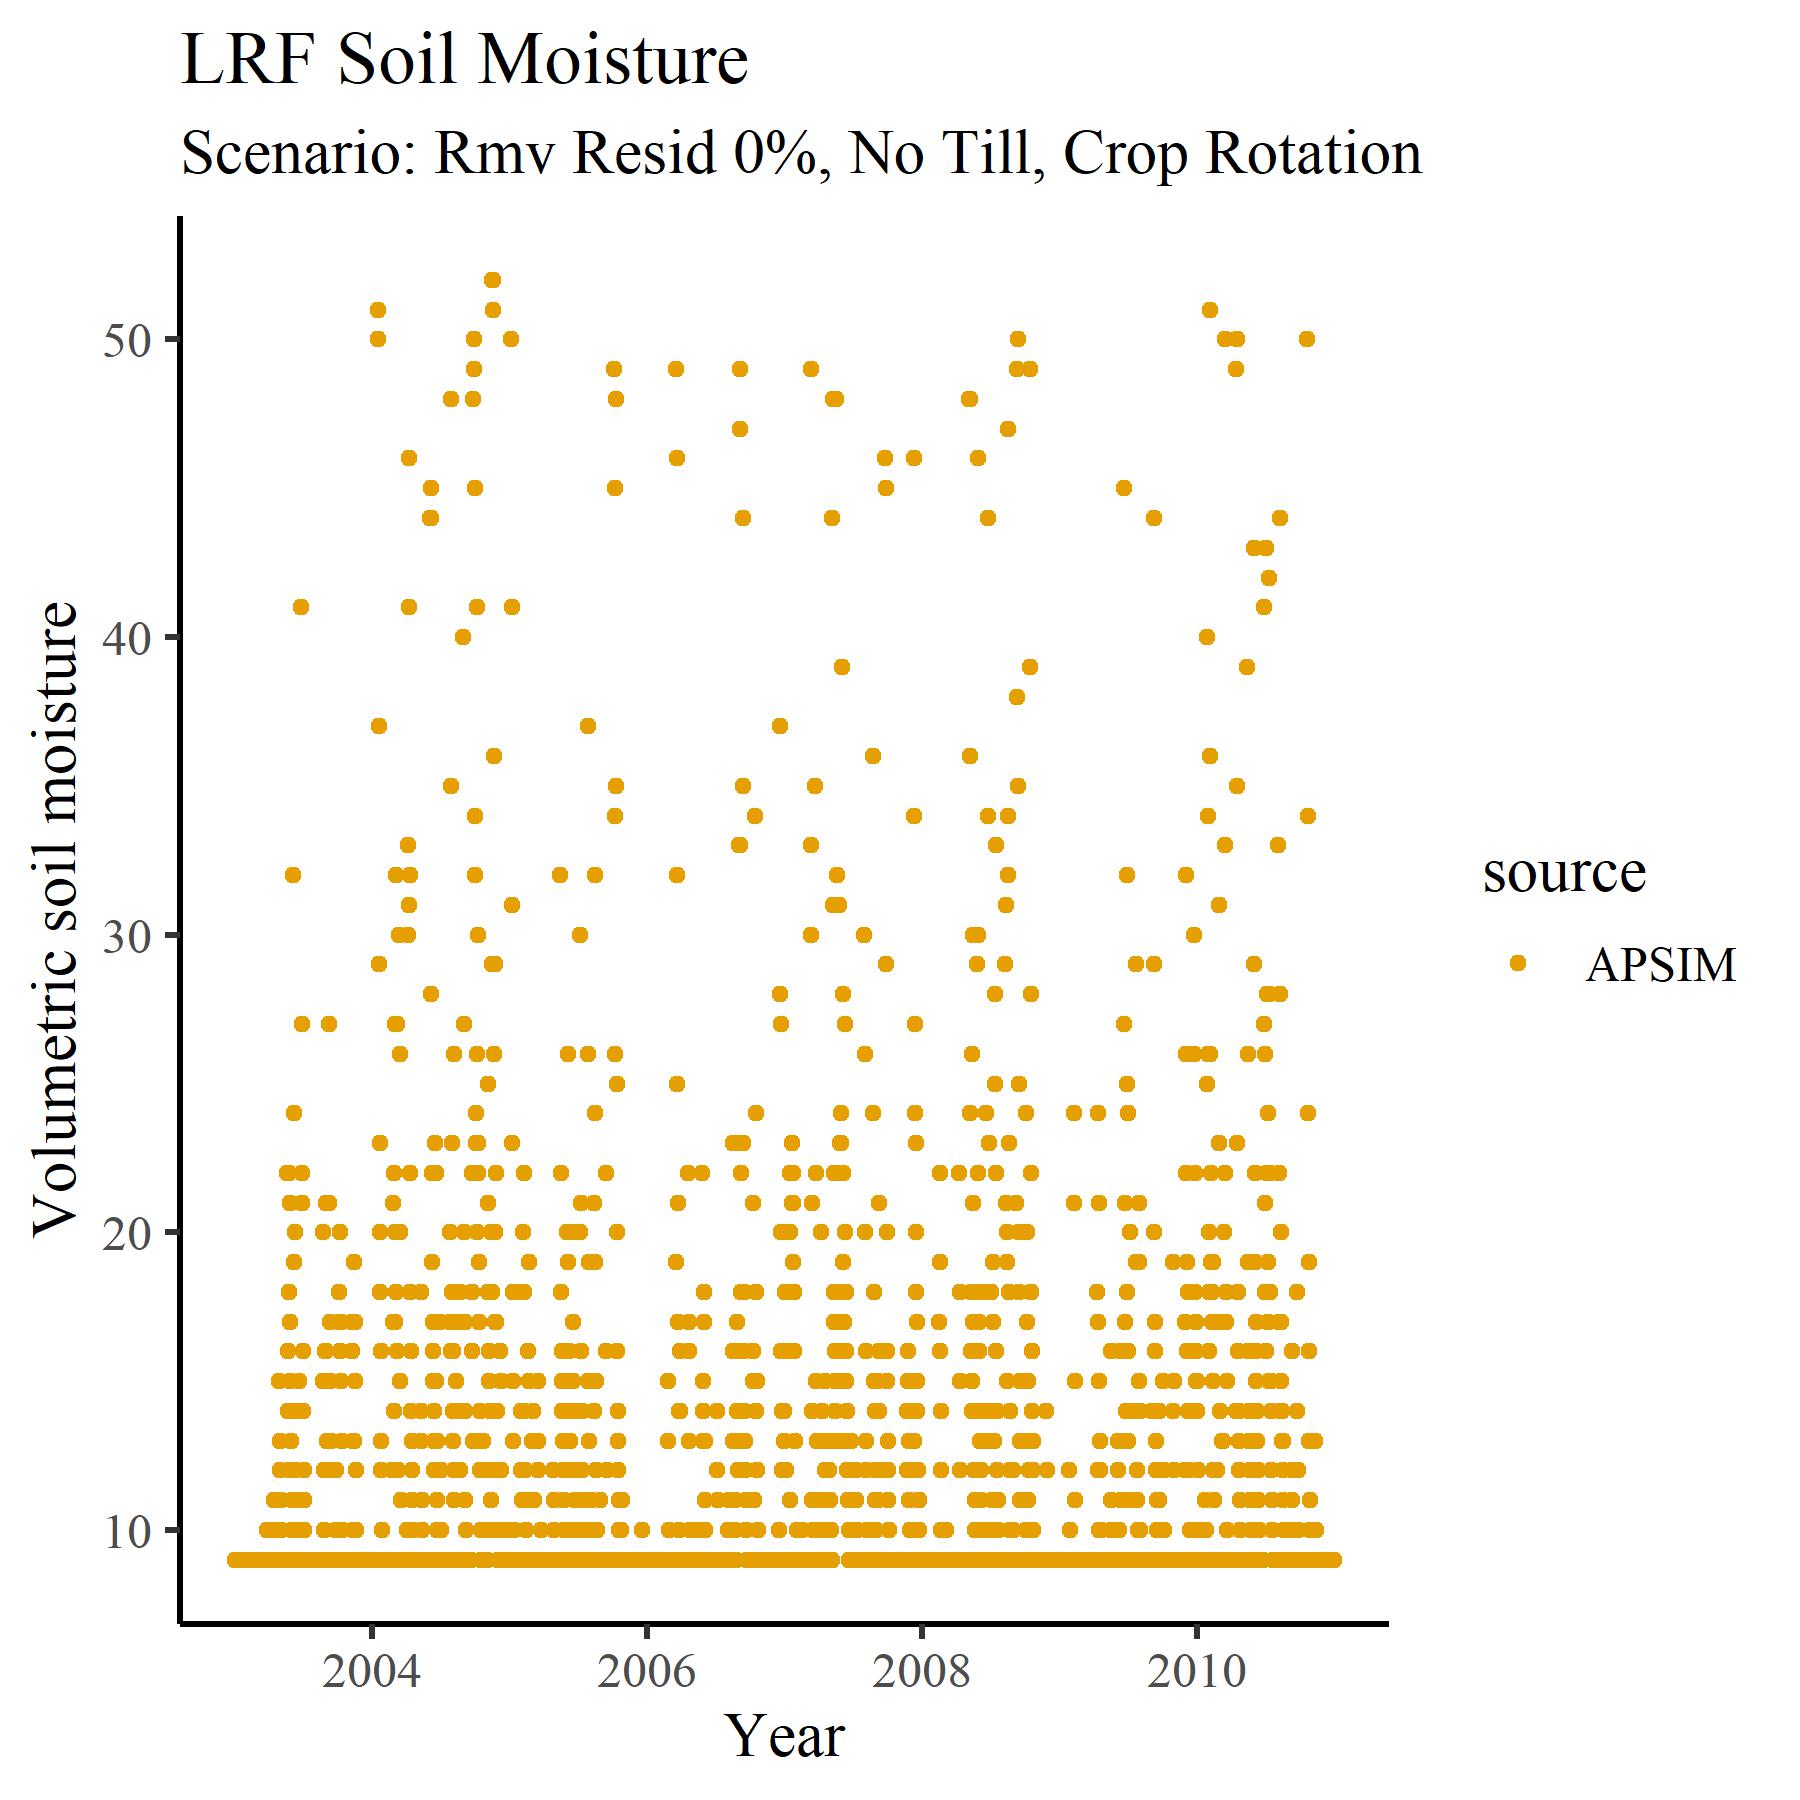 LRF Soil Moisture
Scenario: Rmv Resid 0%, No Till, Crop Rotation
Volumetric soil moisture
50
40
30
20
10
2004 2006 2008 2010
Year
source
APSIM